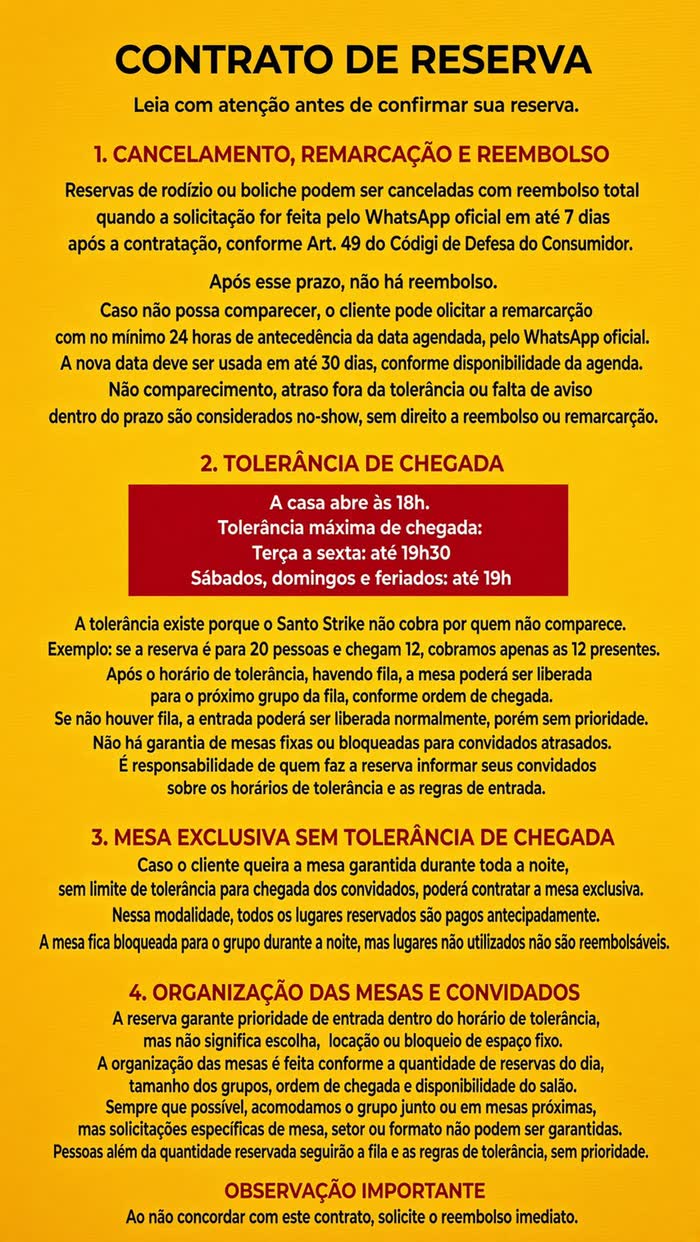 CONTRATO DE RESERVA
Leia com atenção antes de confirmar sua reserva.
1. CANCELAMENTO, REMARCAÇÃO E REEMBOLSO
Reservas de rodízio ou boliche podem ser canceladas com reembolso total
quando a solicitação for feita pelo WhatsApp oficial em até 7 dias
após a contratação, conforme Art. 49 do Códigi de Defesa do Consumidor.
Após esse prazo, não há reembolso.
Caso não possa comparecer, o cliente pode olicitar a remarcarção
com no mínimo 24 horas de antecedência da data agendada, pelo WhatsApp oficial.
A nova data deve ser usada em até 30 dias, conforme disponibilidade da agenda.
Não comparecimento, atraso fora da tolerância ou falta de aviso
dentro do prazo são considerados no-show, sem direito a reembolso ou remarcarção.
2. TOLERÂNCIA DE CHEGADA
A casa abre às 18h.
Tolerância máxima de chegada:
Terça a sexta: até 19h30
Sábados, domingos e feriados: até 19h
A tolerância existe porque o Santo Strike não cobra por quem não comparece.
Exemplo: se a reserva é para 20 pessoas e chegam 12, cobramos apenas as 12 presentes.
Após o horário de tolerância, havendo fila, a mesa poderá ser liberada
para o próximo grupo da fila, conforme ordem de chegada.
Se não houver fila, a entrada poderá ser liberada normalmente, porém sem prioridade.
Não há garantia de mesas fixas ou bloqueadas para convidados atrasados.
É responsabilidade de quem faz a reserva informar seus convidados
sobre os horários de tolerância e as regras de entrada.
3. MESA EXCLUSIVA SEM TOLERÂNCIA DE CHEGADA
Caso o cliente queira a mesa garantida durante toda a noite,
sem limite de tolerância para chegada dos convidados, poderá contratar a mesa exclusiva.
Nessa modalidade, todos os lugares reservados são pagos antecipadamente.
A mesa fica bloqueada para o grupo durante a noite, mas lugares não utilizados não são reembolsáveis.
4. ORGANIZAÇÃO DAS MESAS E CONVIDADOS
A reserva garante prioridade de entrada dentro do horário de tolerância,
mas não significa escolha, locação ou bloqueio de espaço fixo.
A organização das mesas é feita conforme a quantidade de reservas do dia,
tamanho dos grupos, ordem de chegada e disponibilidade do salão.
Sempre que possível, acomodamos o grupo junto ou em mesas próximas,
mas solicitações específicas de mesa, setor ou formato não podem ser garantidas.
Pessoas além da quantidade reservada seguirão a fila e as regras de tolerância, sem prioridade.
OBSERVAÇÃO IMPORTANTE
Ao não concordar com este contrato, solicite o reembolso imediato.